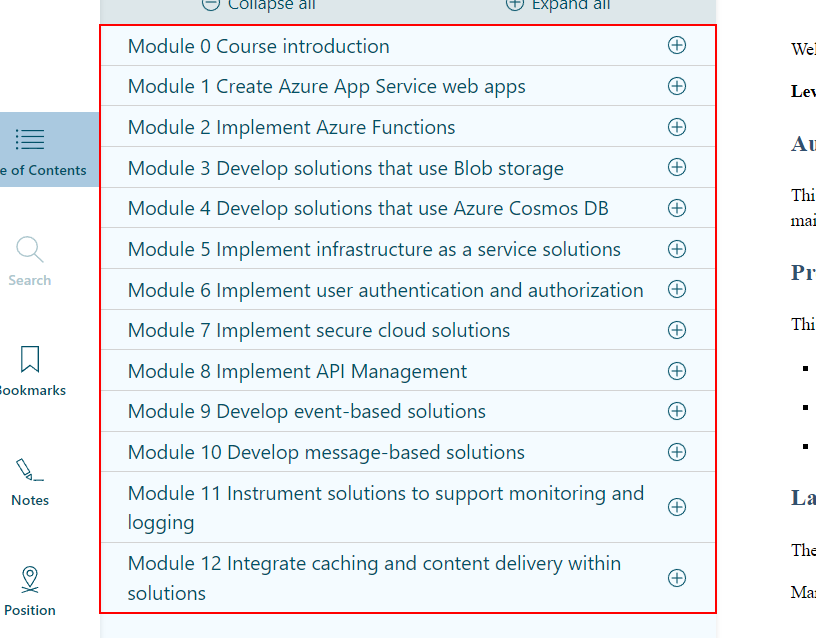 Collapse all
Expand all
Module 0 Course introduction
Module 1 Create Azure App Service web apps
Module 2 Implement Azure Functions
Module 3 Develop solutions that use Blob storage
Module 4 Develop solutions that use Azure Cosmos DB
Module 5 Implement infrastructure as a service solutions
Module 6 Implement user authentication and authorization
Module 7 Implement secure cloud solutions
Module 8 Implement API Management
Module 9 Develop event-based solutions
Module 10 Develop message-based solutions
Module 11 Instrument solutions to support monitoring and
logging
Module 12 Integrate caching and content delivery within
solutions
of Contents
Search
Bookmarks
Notes
Position